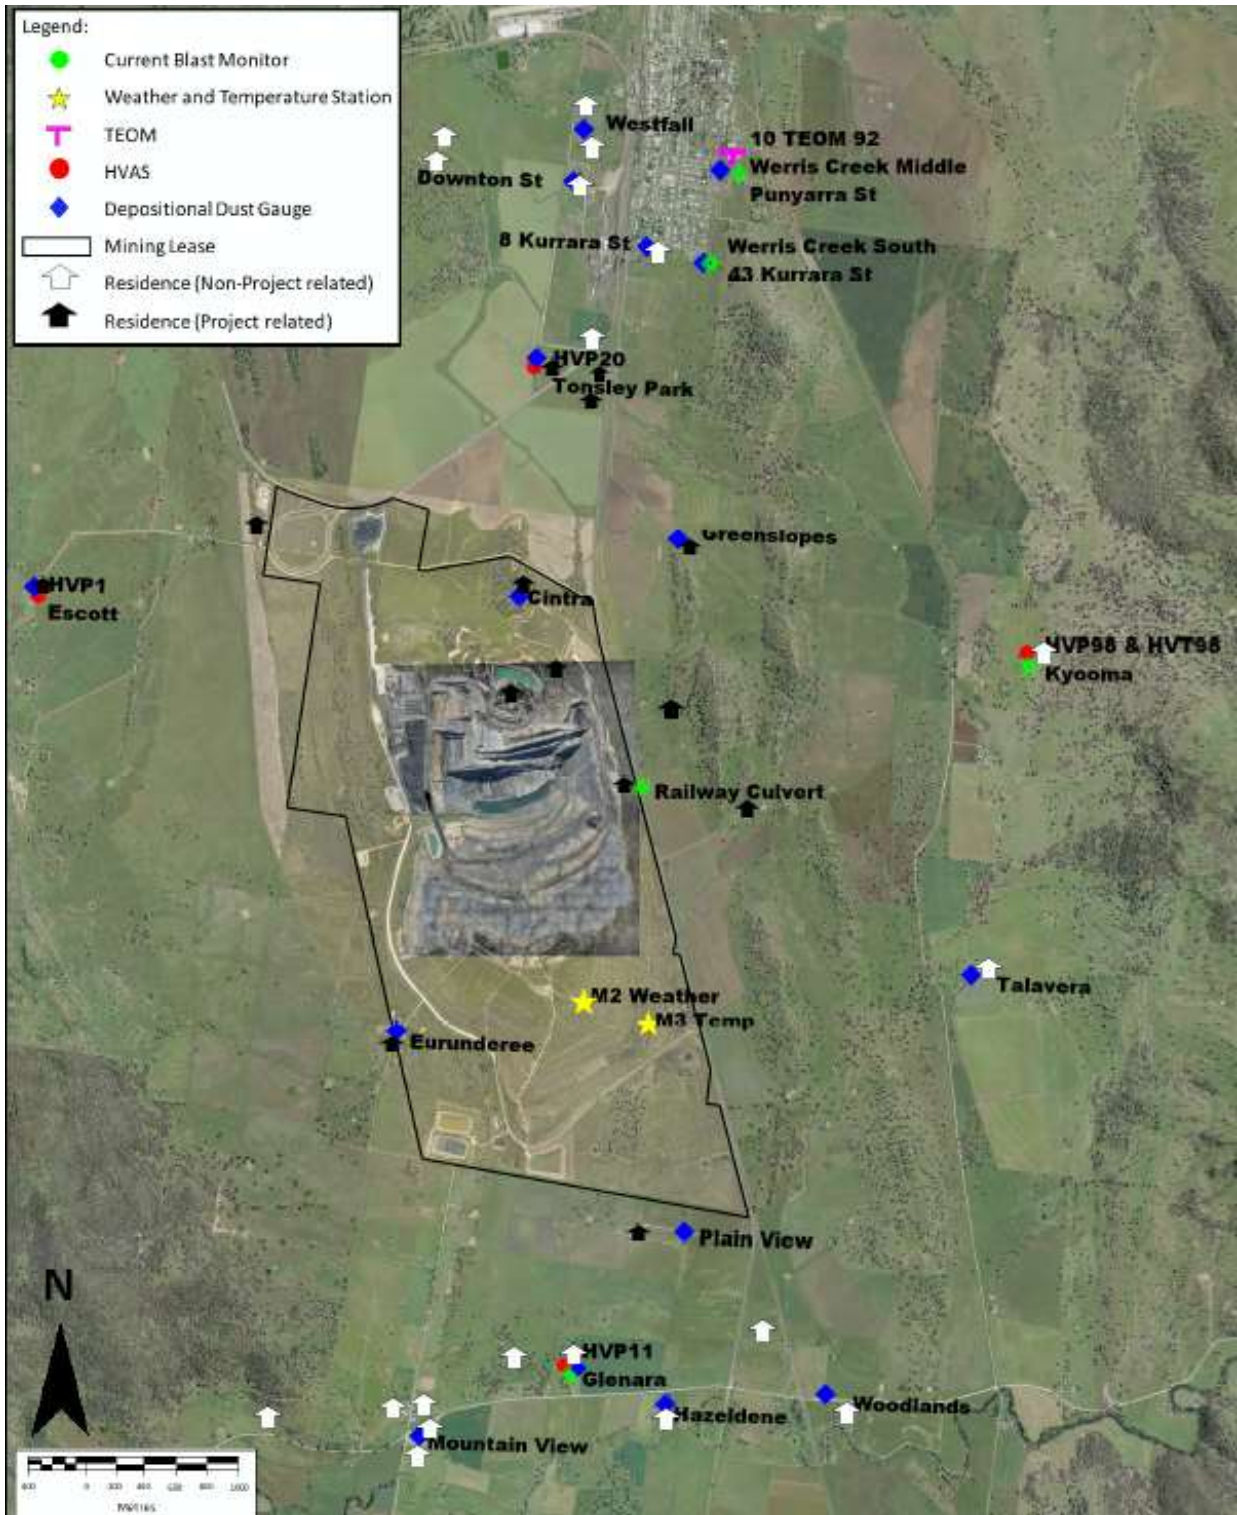 Legend:
Current Blast Monitor
Weather and Temperature Station
TEOM
HVAS
Depositional Dust Gauge
Mining Lease
Residence (Non-Project related)
Residence (Project related)
Westfall
10 TEOM 92
Werris Creek Middle
Punyarra St
Downton St
8 Kurrara St
Werris Creek South
43 Kurrara St
HVP20
Tonsley Park
Greenslopes
Cintra
HVP1
Escott
HVP98 & HVT98
Kyooma
Railway Culvert
Talavera
M2 Weather
M3 Temp
Eurunderee
Plain View
HVP11
Glenara
Hazeldene
Woodlands
Mountain View
N
0
1000
Metres